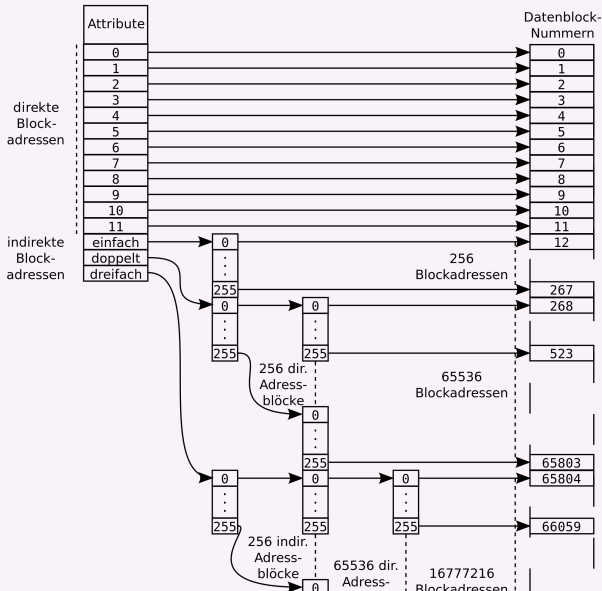 Attribute
Datenblock-
Nummern
0 0
1 1
2 2
3 3
direkte
Block-
adressen
4 4
5 5
6 6
7 7
8 8
9 9
10 10
11 11
indirekte
Block-
adressen
einfach 0 12
doppelt
dreifach
256
Blockadressen
255 267
0 0 268
255 255 523
256 dir.
Adress-
blöcke
65536
Blockadressen
0
255 65803
0 0 0 65804
255 255 255 66059
256 indir.
Adress-
blöcke
65536 dir.
Adress-
16777216
Blockadressen
0